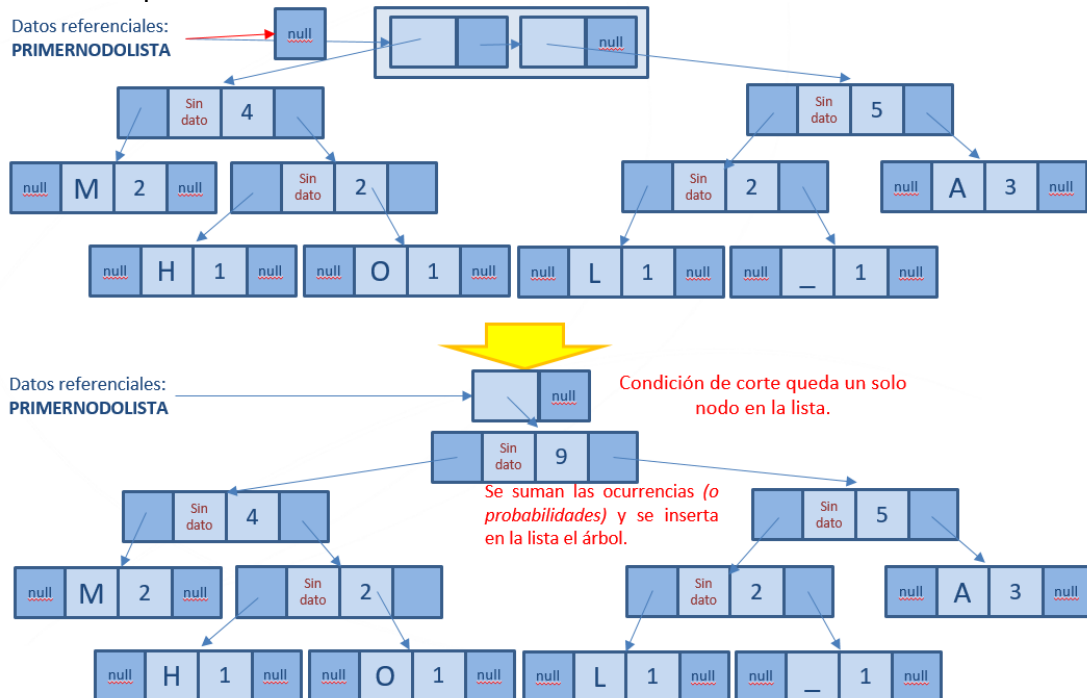 Datos referenciales:
PRIMERNODOLISTA
null
null
Sin
dato
4
Sin
dato
5
null
M
2
null
Sin
dato
2
Sin
dato
2
null
A
3
null
null
H
1
null
null
O
1
null
null
L
1
null
null
_
1
null
Datos referenciales:
PRIMERNODOLISTA
null
Condición de corte queda un solo
nodo en la lista.
Sin
dato
9
Se suman las ocurrencias (o
probabilidades) y se inserta
en la lista el árbol.
Sin
dato
4
Sin
dato
5
null
M
2
null
Sin
dato
2
Sin
dato
2
null
A
3
null
null
H
1
null
null
O
1
null
null
L
1
null
null
_
1
null